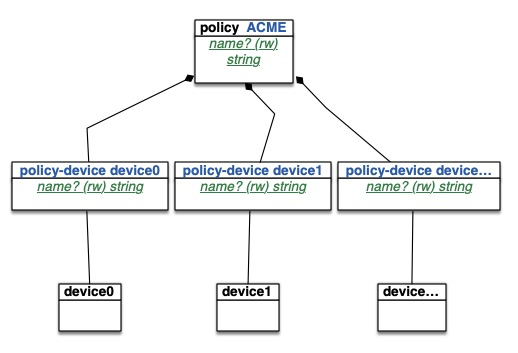 policy ACME
name? (rw)
string
policy-device device0
name? (rw) string
policy-device device1
name? (rw) string
policy-device device...
name? (rw) string
device0
device1
device...